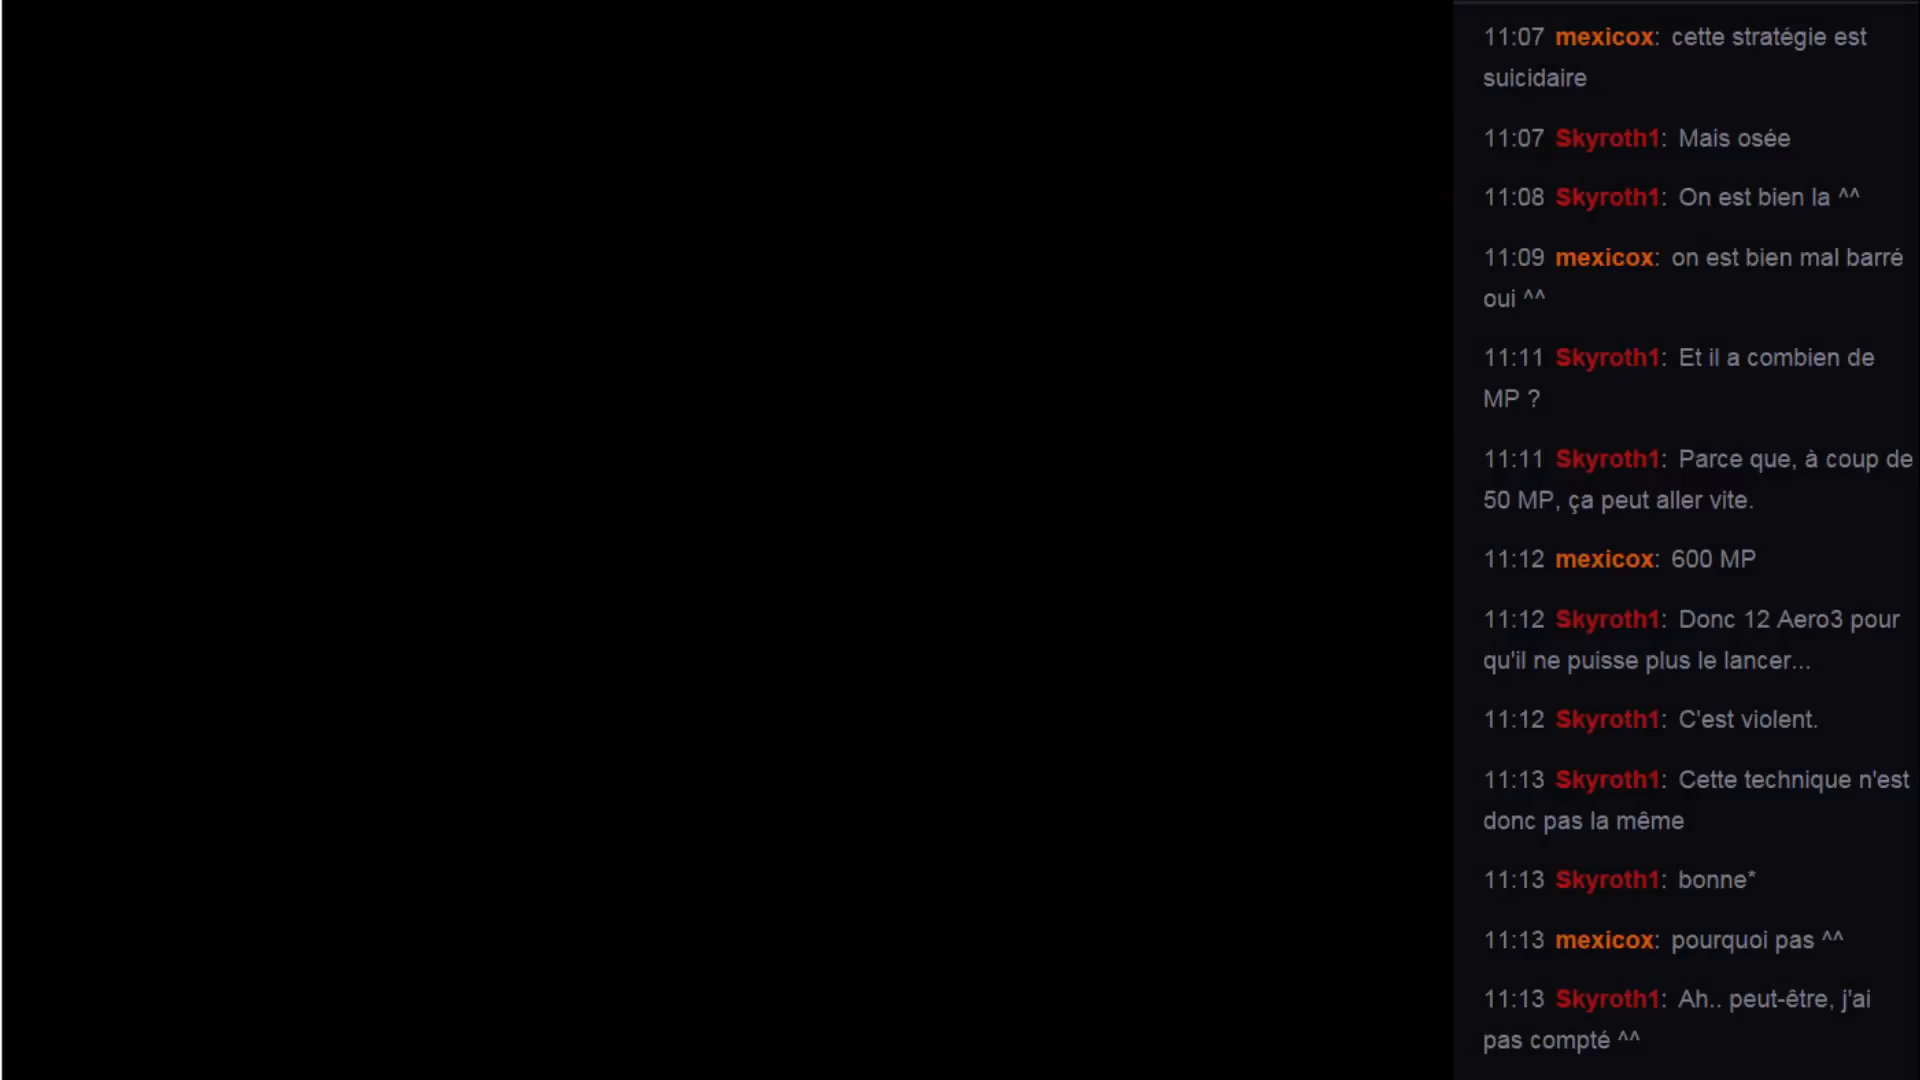 11:07 mexicox: cette stratégie est
suicidaire
11:07 Skyroth1: Mais osée
11:08 Skyroth1: On est bien la ^^
11:09 mexicox: on est bien mal barré
oui ^^
11:11 Skyroth1: Et il a combien de
MP ?
11:11 Skyroth1: Parce que, à coup de
50 MP, ça peut aller vite.
11:12 mexicox: 600 MP
11:12 Skyroth1: Donc 12 Aero3 pour
qu'il ne puisse plus le lancer...
11:12 Skyroth1: C'est violent.
11:13 Skyroth1: Cette technique n'est
donc pas la même
11:13 Skyroth1: bonne*
11:13 mexicox: pourquoi pas ^^
11:13 Skyroth1: Ah.. peut-être, j'ai
pas compté ^^